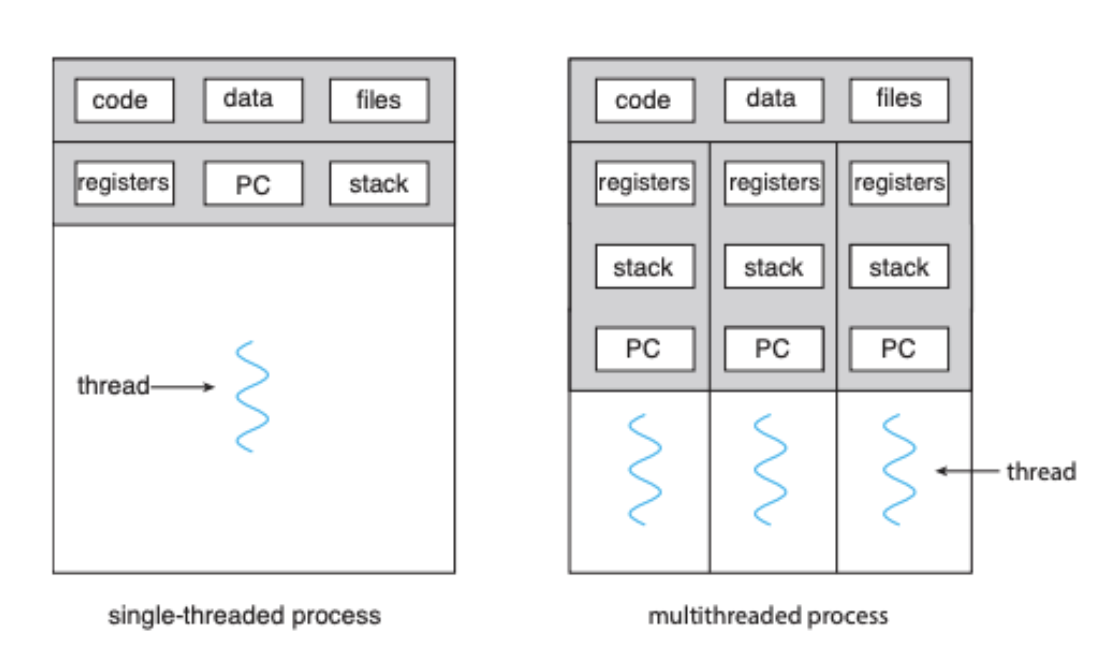 code data files code data files
registers PC stack registers registers registers
stack stack stack
PC PC PC
thread
thread
single-threaded process multithreaded process